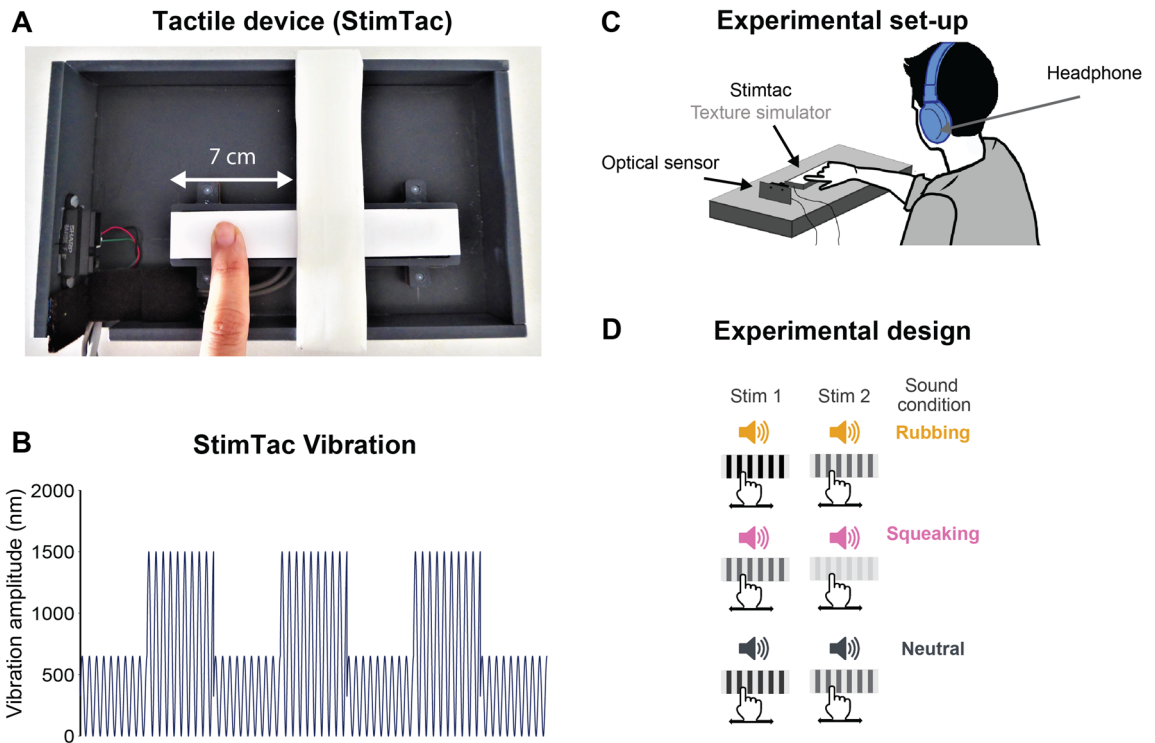 A
Tactile device (StimTac)
7 cm
SHARP
B
StimTac Vibration
Vibration amplitude (nm)
2000
1500
1000
500
0
C
Experimental set-up
Headphone
Stimtac
Texture simulator
Optical sensor
D
Experimental design
Stim 1
Stim 2
Sound
condition
Rubbing
Squeaking
Neutral